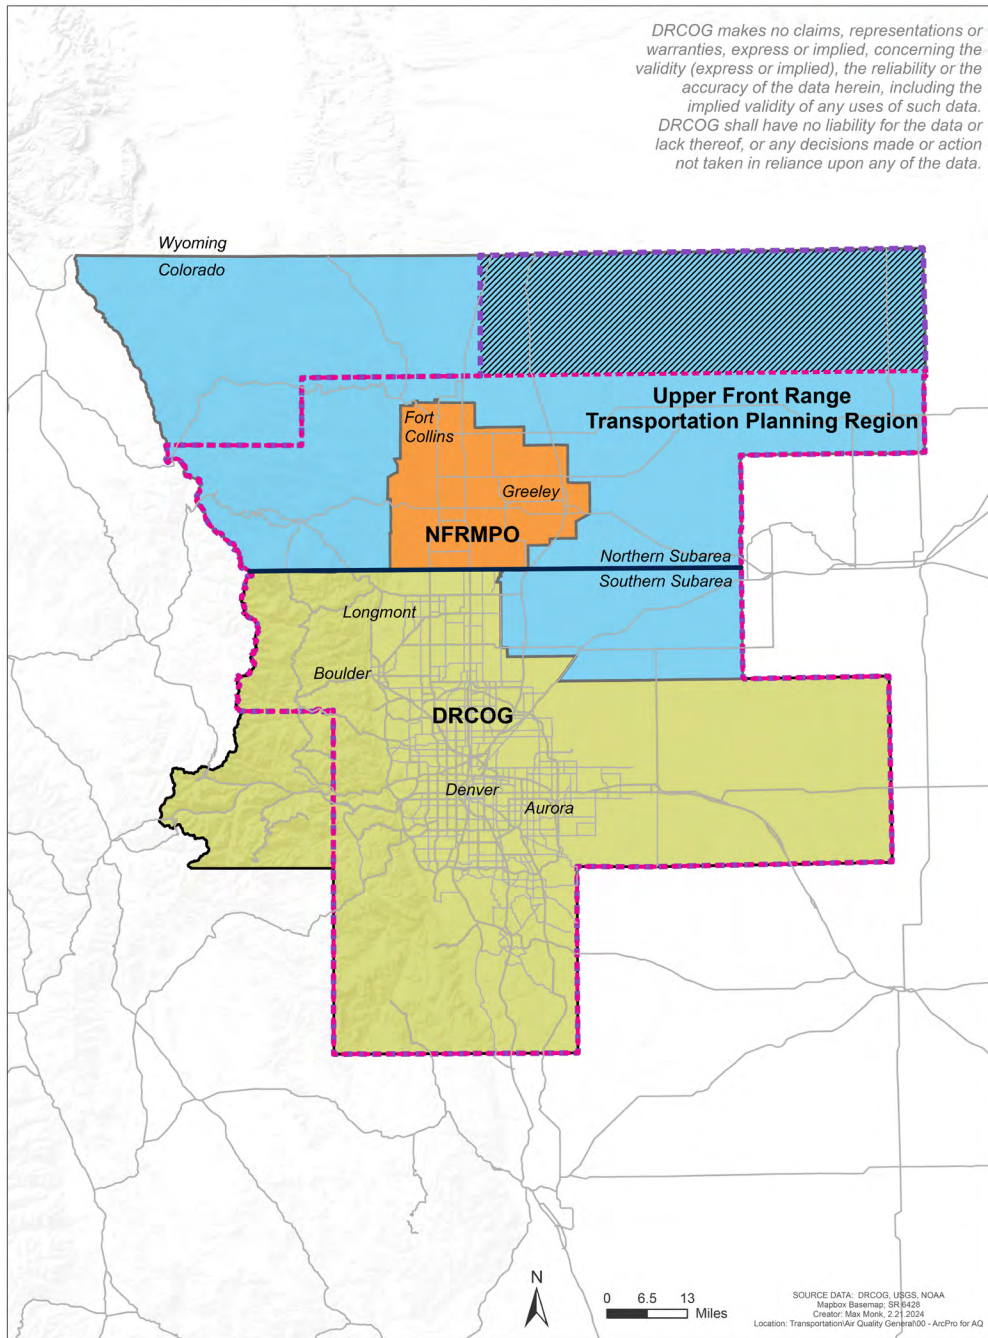 DRCOG makes no claims, representations or
warranties, express or implied, concerning the
validity (express or implied), the reliability or the
accuracy of the data herein, including the
implied validity of any uses of such data.
DRCOG shall have no liability for the data or
lack thereof, or any decisions made or action
not taken in reliance upon any of the data.
Wyoming
Colorado
Upper Front Range
Transportation Planning Region
Fort
Collins
Greeley
NFRMPO
Northern Subarea
Southern Subarea
Longmont
Boulder
DRCOG
Denver
Aurora
N
0 6.5 13
Miles
SOURCE DATA: DRCOG, USGS, NOAA
Mapbox Basemap; SR 6428
Creator: Max Monk, 2.21.2024
Location: Transportation\Air Quality General\00 - ArcPro for AQ